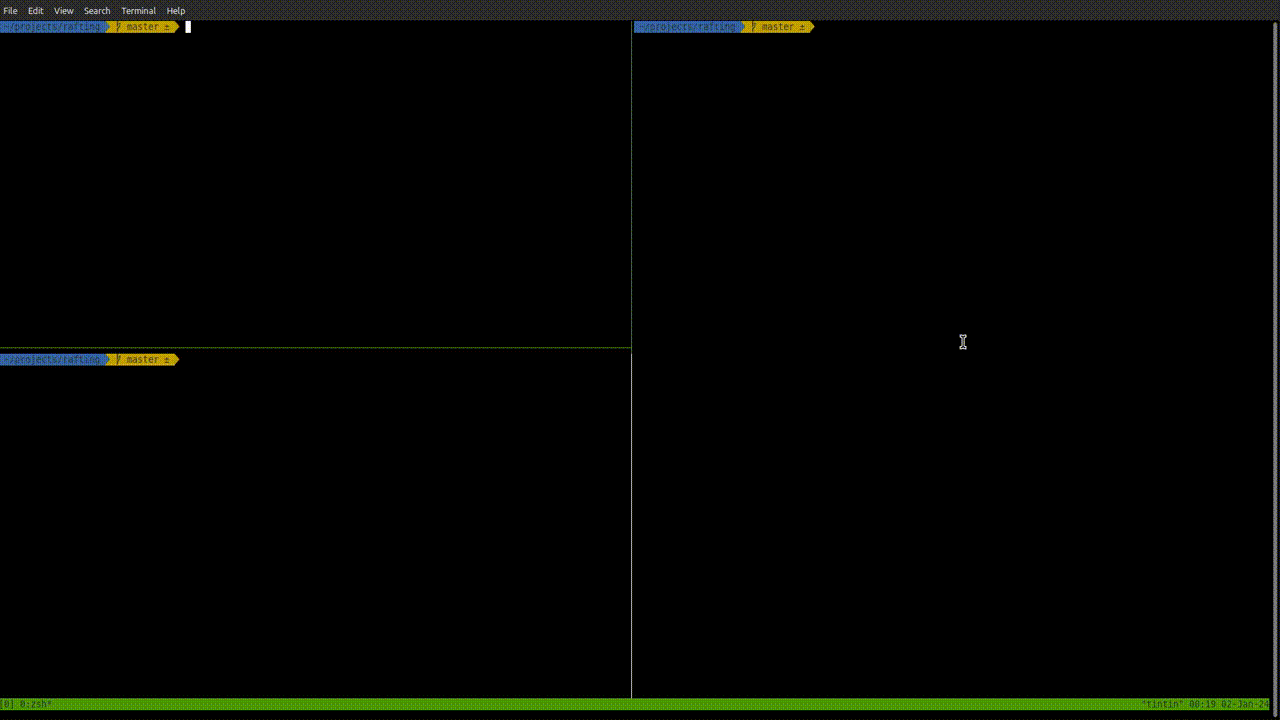 File Edit View Search Terminal Help
~/projects/rafting master ±
~/projects/rafting master ±
~/projects/rafting master ±
[0] 0:zsh* "tintin" 00:19 02-Jan-24